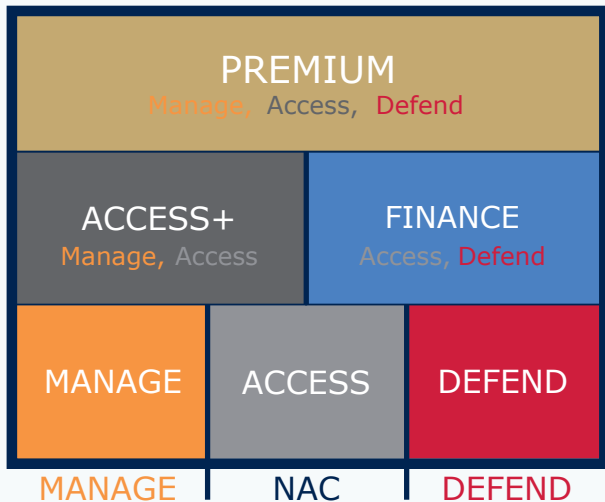 PREMIUM
Manage, Access, Defend
ACCESS+
Manage, Access
FINANCE
Access, Defend
MANAGE
ACCESS
DEFEND
MANAGE
NAC
DEFEND